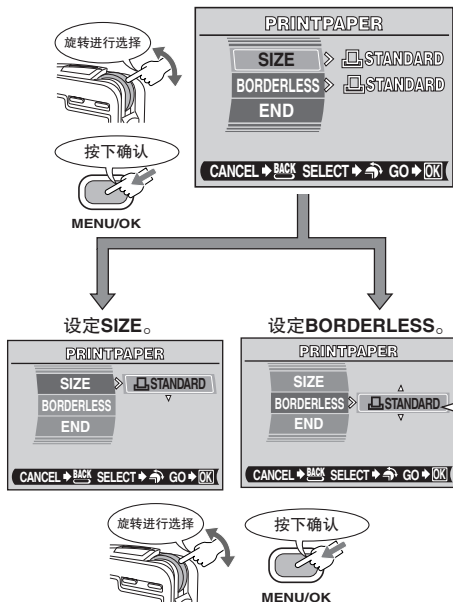 旋转进行选择
按下确认
MENU/OK
PRINTPAPER
SIZE STANDARD
BORDERLESS STANDARD
END
CANCEL BACK SELECT GO OK
设定SIZE。
PRINTPAPER
SIZE STANDARD
BORDERLESS
END
CANCEL BACK SELECT GO OK
设定BORDERLESS。
PRINTPAPER
SIZE
BORDERLESS STANDARD
END
CANCEL BACK SELECT GO OK
旋转进行选择
按下确认
MENU/OK